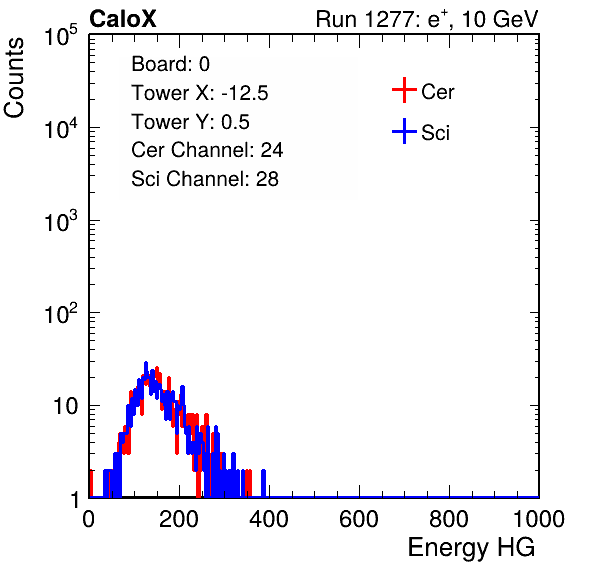 CaloX Run 1277: e⁺, 10 GeV
Counts
10⁵
10⁴
10³
10²
10
1
Board: 0
Tower X: -12.5
Tower Y: 0.5
Cer Channel: 24
Sci Channel: 28
Cer
Sci
0 200 400 600 800 1000
Energy HG